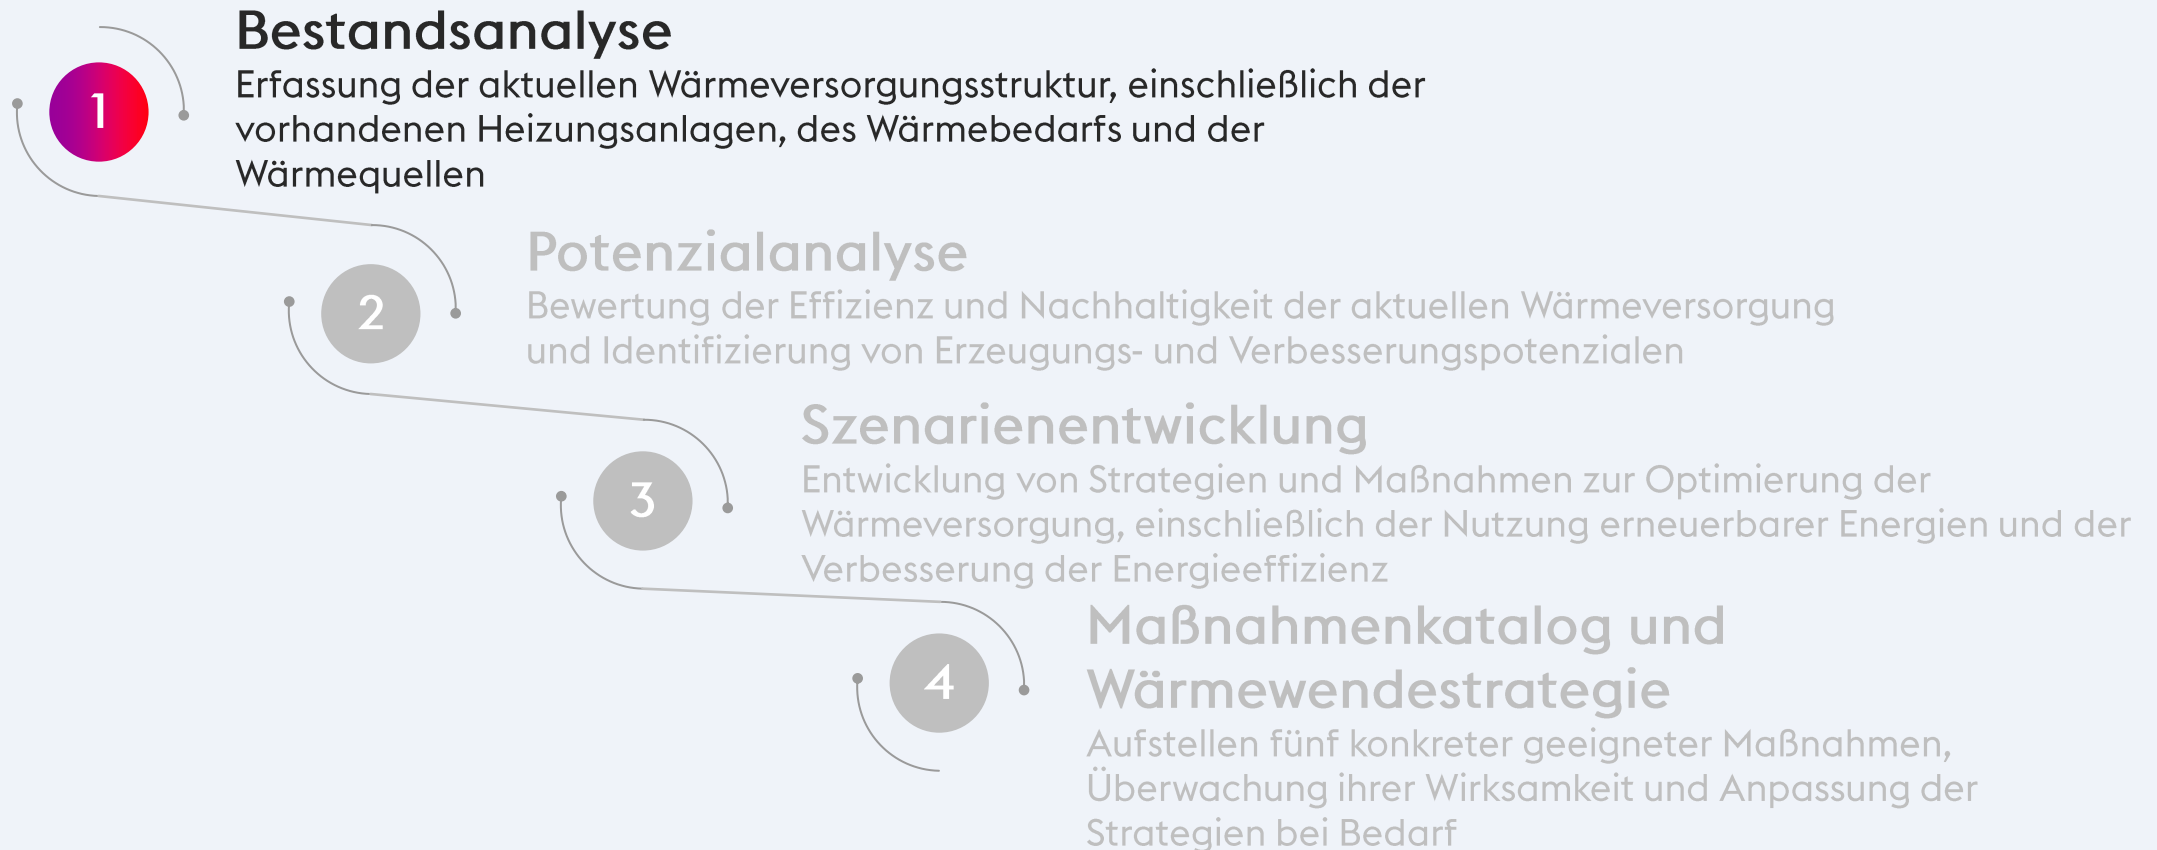 1
Bestandsanalyse
Erfassung der aktuellen Wärmeversorgungsstruktur, einschließlich der
vorhandenen Heizungsanlagen, des Wärmebedarfs und der
Wärmequellen
2
Potenzialanalyse
Bewertung der Effizienz und Nachhaltigkeit der aktuellen Wärmeversorgung
und Identifizierung von Erzeugungs- und Verbesserungspotenzialen
3
Szenarienentwicklung
Entwicklung von Strategien und Maßnahmen zur Optimierung der
Wärmeversorgung, einschließlich der Nutzung erneuerbarer Energien und der
Verbesserung der Energieeffizienz
4
Maßnahmenkatalog und
Wärmewendestrategie
Aufstellen fünf konkreter geeigneter Maßnahmen,
Überwachung ihrer Wirksamkeit und Anpassung der
Strategien bei Bedarf